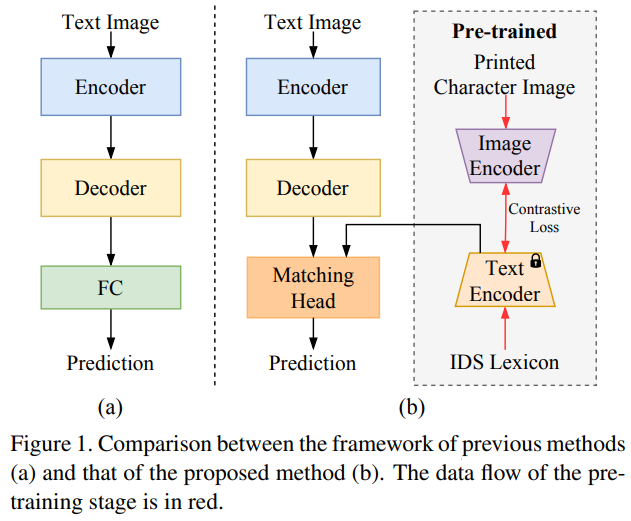 Text Image
Encoder
Decoder
FC
Prediction
(a)
Text Image
Encoder
Decoder
Matching
Head
Prediction
(b)
Pre-trained
Printed
Character Image
Image
Encoder
Contrastive
Loss
Text
Encoder
IDS Lexicon
Figure 1. Comparison between the framework of previous methods
(a) and that of the proposed method (b). The data flow of the pre-
training stage is in red.